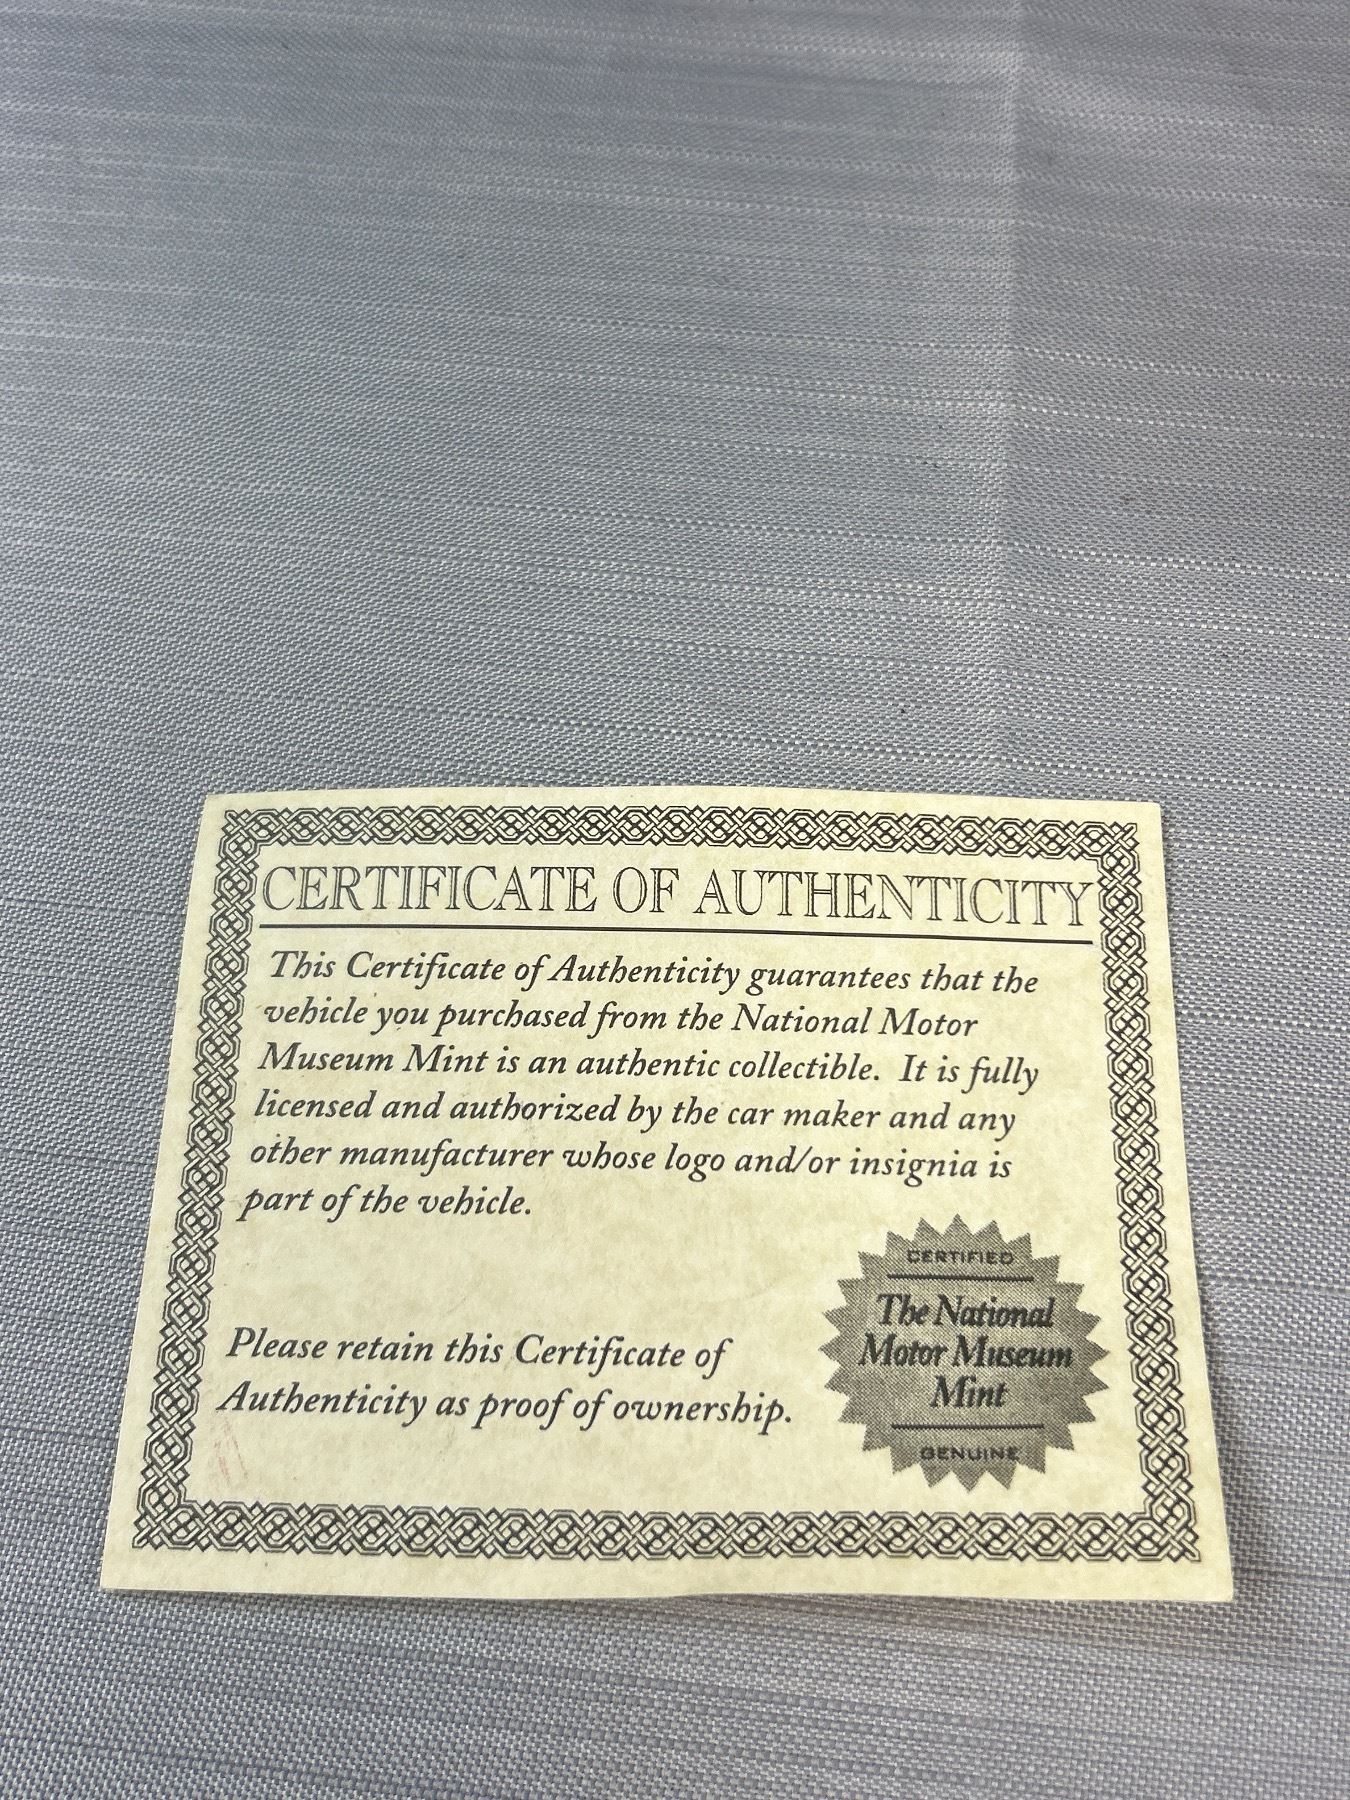 CERTIFICATE OF AUTHENTICITY
This Certificate of Authenticity guarantees that the
vehicle you purchased from the National Motor
Museum Mint is an authentic collectible. It is fully
licensed and authorized by the car maker and any
other manufacturer whose logo and/or insignia is
part of the vehicle.
Please retain this Certificate of
Authenticity as proof of ownership.
CERTIFIED
The National
Motor Museum
Mint
GENUINE